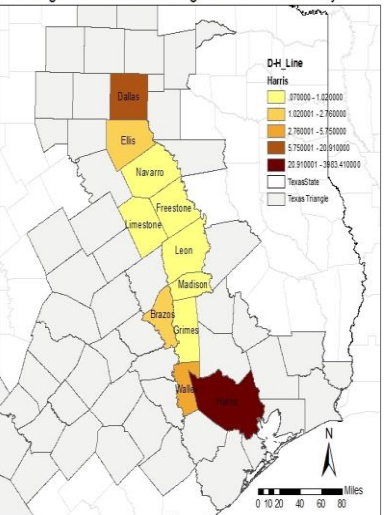 D-H_Line
Harris
.070000 - 1.020000
1.020001 - 2.760000
2.760001 - 5.750000
5.750001 - 20.910000
20.910001 - 3983.410000
TexasState
Texas Triangle
Dallas
Ellis
Navarro
Freestone
Limestone
Leon
Madison
Brazos
Grimes
Waller
Harris
N
Miles
0 10 20 40 60 80